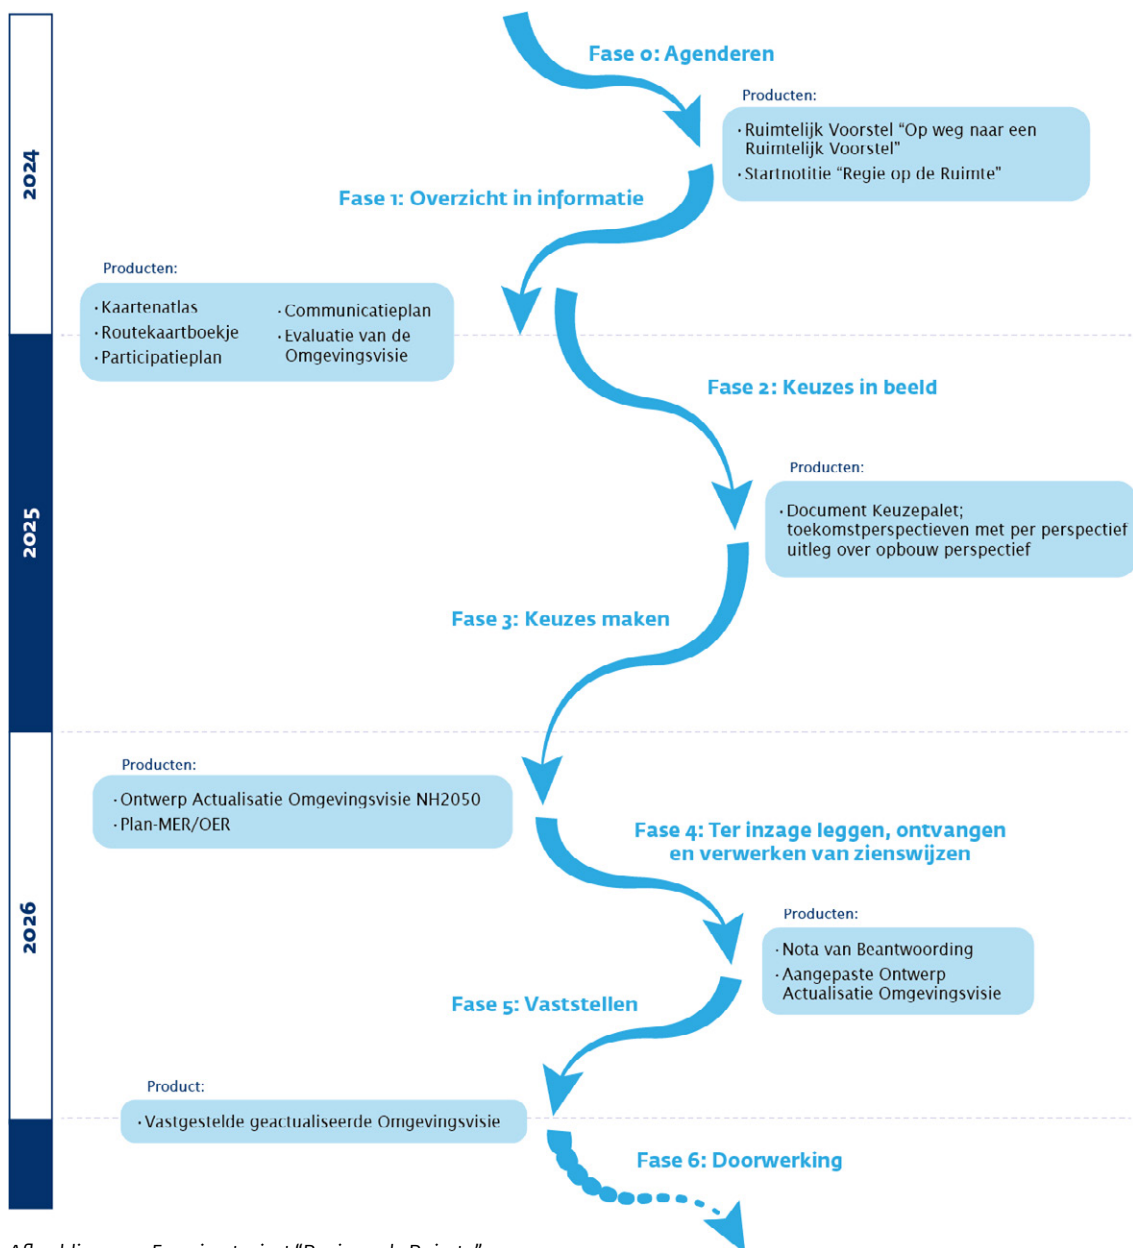 2024
Fase 0: Agenderen
Producten:
· Ruimtelijk Voorstel “Op weg naar een
Ruimtelijk Voorstel”
· Startnotitie “Regie op de Ruimte”
Fase 1: Overzicht in informatie
Producten:
· Kaartenatlas
· Routekaartboekje
· Participatieplan
· Communicatieplan
· Evaluatie van de
Omgevingsvisie
2025
Fase 2: Keuzes in beeld
Producten:
· Document Keuzepalet;
toekomstperspectieven met per perspectief
uitleg over opbouw perspectief
Fase 3: Keuzes maken
2026
Producten:
· Ontwerp Actualisatie Omgevingsvisie NH2050
· Plan-MER/OER
Fase 4: Ter inzage leggen, ontvangen
en verwerken van zienswijzen
Producten:
· Nota van Beantwoording
· Aangepaste Ontwerp
Actualisatie Omgevingsvisie
Fase 5: Vaststellen
Product:
· Vastgestelde geactualiseerde Omgevingsvisie
Fase 6: Doorwerking